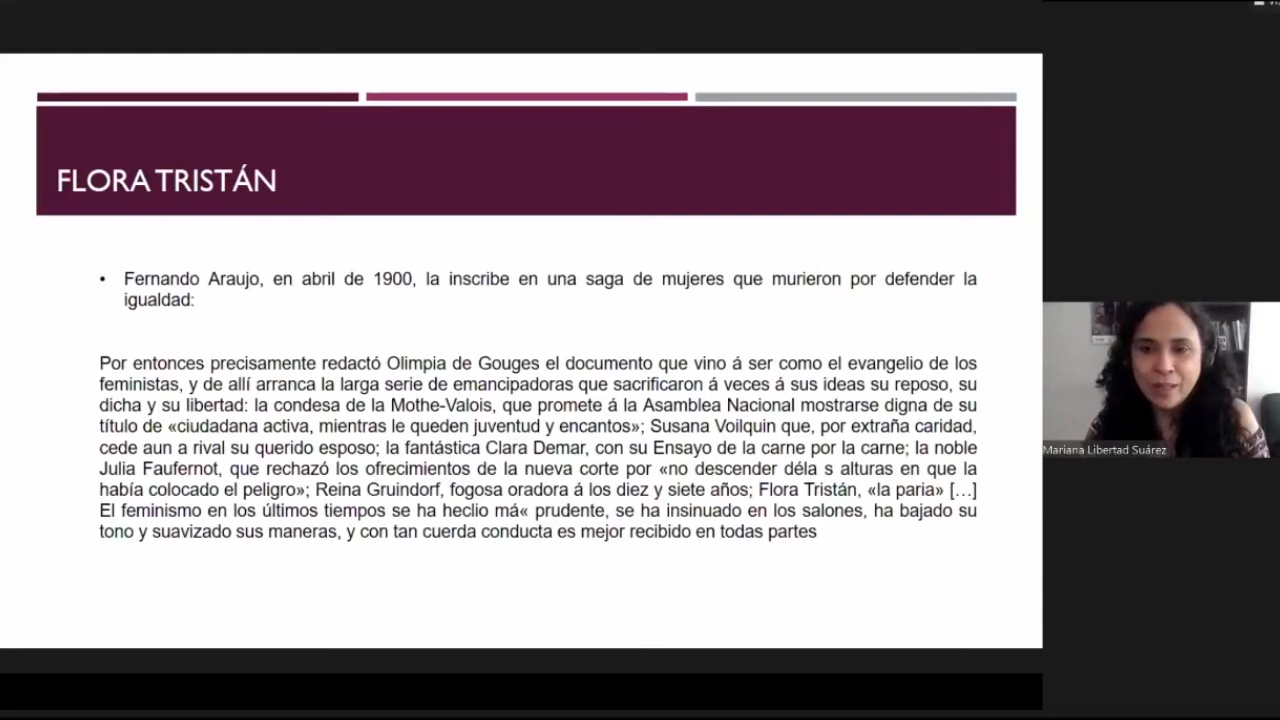 FLORA TRISTÁN
• Fernando Araujo, en abril de 1900, la inscribe en una saga de mujeres que murieron por defender la
igualdad:
Por entonces precisamente redactó Olimpia de Gouges el documento que vino á ser como el evangelio de los
feministas, y de allí arranca la larga serie de emancipadoras que sacrificaron á veces á sus ideas su reposo, su
dicha y su libertad: la condesa de la Mothe-Valois, que promete á la Asamblea Nacional mostrarse digna de su
título de «ciudadana activa, mientras le queden juventud y encantos»; Susana Voilquin que, por extraña caridad,
cede aun a rival su querido esposo; la fantástica Clara Demar, con su Ensayo de la carne por la carne; la noble
Julia Faufernot, que rechazó los ofrecimientos de la nueva corte por «no descender déla s alturas en que la
había colocado el peligro»; Reina Gruindorf, fogosa oradora á los diez y siete años; Flora Tristán, «la paria» […]
El feminismo en los últimos tiempos se ha heclio má« prudente, se ha insinuado en los salones, ha bajado su
tono y suavizado sus maneras, y con tan cuerda conducta es mejor recibido en todas partes
Mariana Libertad Suárez